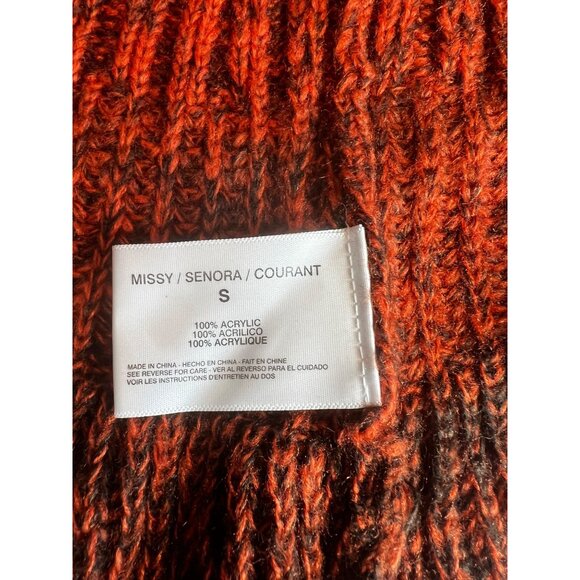 MISSY / SENORA / COURANT
S
100% ACRYLIC
100% ACRILICO
100% ACRYLIQUE
MADE IN CHINA - HECHO EN CHINA - FAIT EN CHINE
SEE REVERSE FOR CARE - VER AL REVERSO PARA EL CUIDADO
VOIR LES INSTRUCTIONS D'ENTRETIEN AU DOS